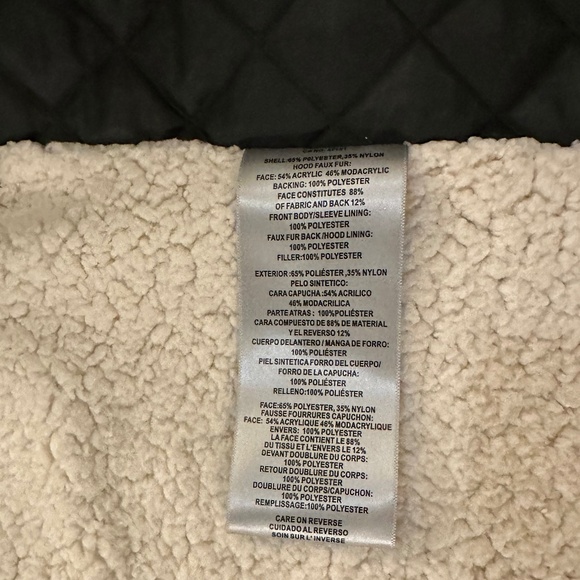 SHELL:65% POLYESTER,35% NYLON
HOOD FAUX FUR:
FACE: 54% ACRYLIC 46% MODACRYLIC
BACKING: 100% POLYESTER
FACE CONSTITUTES 88%
OF FABRIC AND BACK 12%
FRONT BODY/SLEEVE LINING:
100% POLYESTER
FAUX FUR BACK/HOOD LINING:
100% POLYESTER
FILLER:100% POLYESTER
EXTERIOR:65% POLIÉSTER ,35% NYLON
PELO SINTETICO:
CARA CAPUCHA :54% ACRILICO
46% MODACRILICA
PARTE ATRAS : 100%POLIÉSTER
CARA COMPUESTO DE 88% DE MATERIAL
Y EL REVERSO 12%
CUERPO DELANTERO / MANGA DE FORRO:
100% POLIÉSTER
PIEL SINTETICA FORRO DEL CUERPO/
FORRO DE LA CAPUCHA:
100% POLIÉSTER
RELLENO:100% POLIÉSTER
FACE:65% POLYESTER, 35% NYLON
FAUSSE FOURRURES CAPUCHON:
FACE: 54% ACRYLIQUE 46% MODACRYLIQUE
ENVERS: 100% POLYESTER
LA FACE CONTIENT LE 88%
DU TISSU ET L'ENVERS LE 12%
DEVANT DOUBLURE DU CORPS:
100% POLYESTER
RETOUR DOUBLURE DU CORPS:
100% POLYESTER
DOUBLURE DU CORPS/CAPUCHON:
100% POLYESTER
REMPLISSAGE:100% POLYESTER
CARE ON REVERSE
CUIDADO AL REVERSO
SOIN SUR L' INVERSE